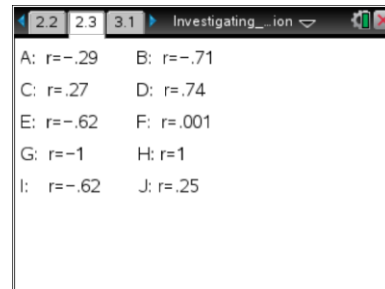 2.2 2.3 3.1 Investigating_...ion
A: r=-.29 B: r=-.71
C: r=.27 D: r=.74
E: r=-.62 F: r=.001
G: r=-1 H: r=1
I: r=-.62 J: r=.25